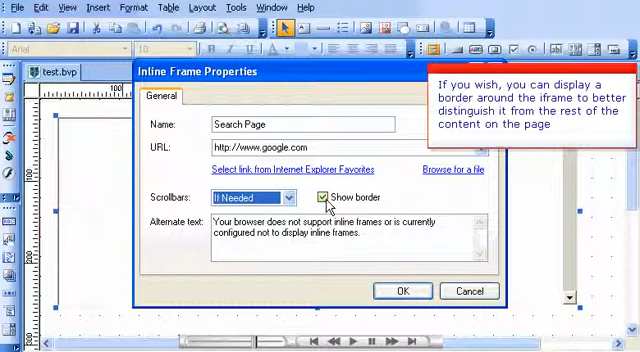 File Edit View Insert Format Table Layout Tools Window Help
Arial 10
test.bvp
Inline Frame Properties
General
Name: Search Page
URL: http://www.google.com
Select link from Internet Explorer Favorites Browse for a file
Scrollbars: If Needed Show border
Alternate text: Your browser does not support inline frames or is currently
configured not to display inline frames.
OK Cancel
If you wish, you can display a
border around the iframe to better
distinguish it from the rest of the
content on the page
100